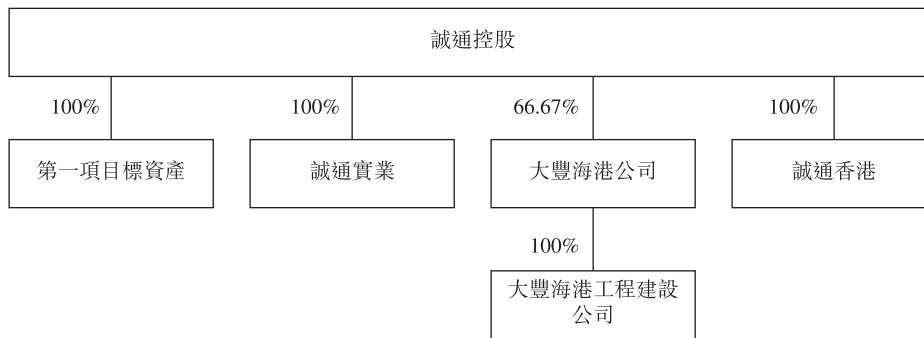 誠通控股
100% 100% 66.67% 100%
第一項目標資產 誠通實業 大豐海港公司 誠通香港
100%
大豐海港工程建設
公司